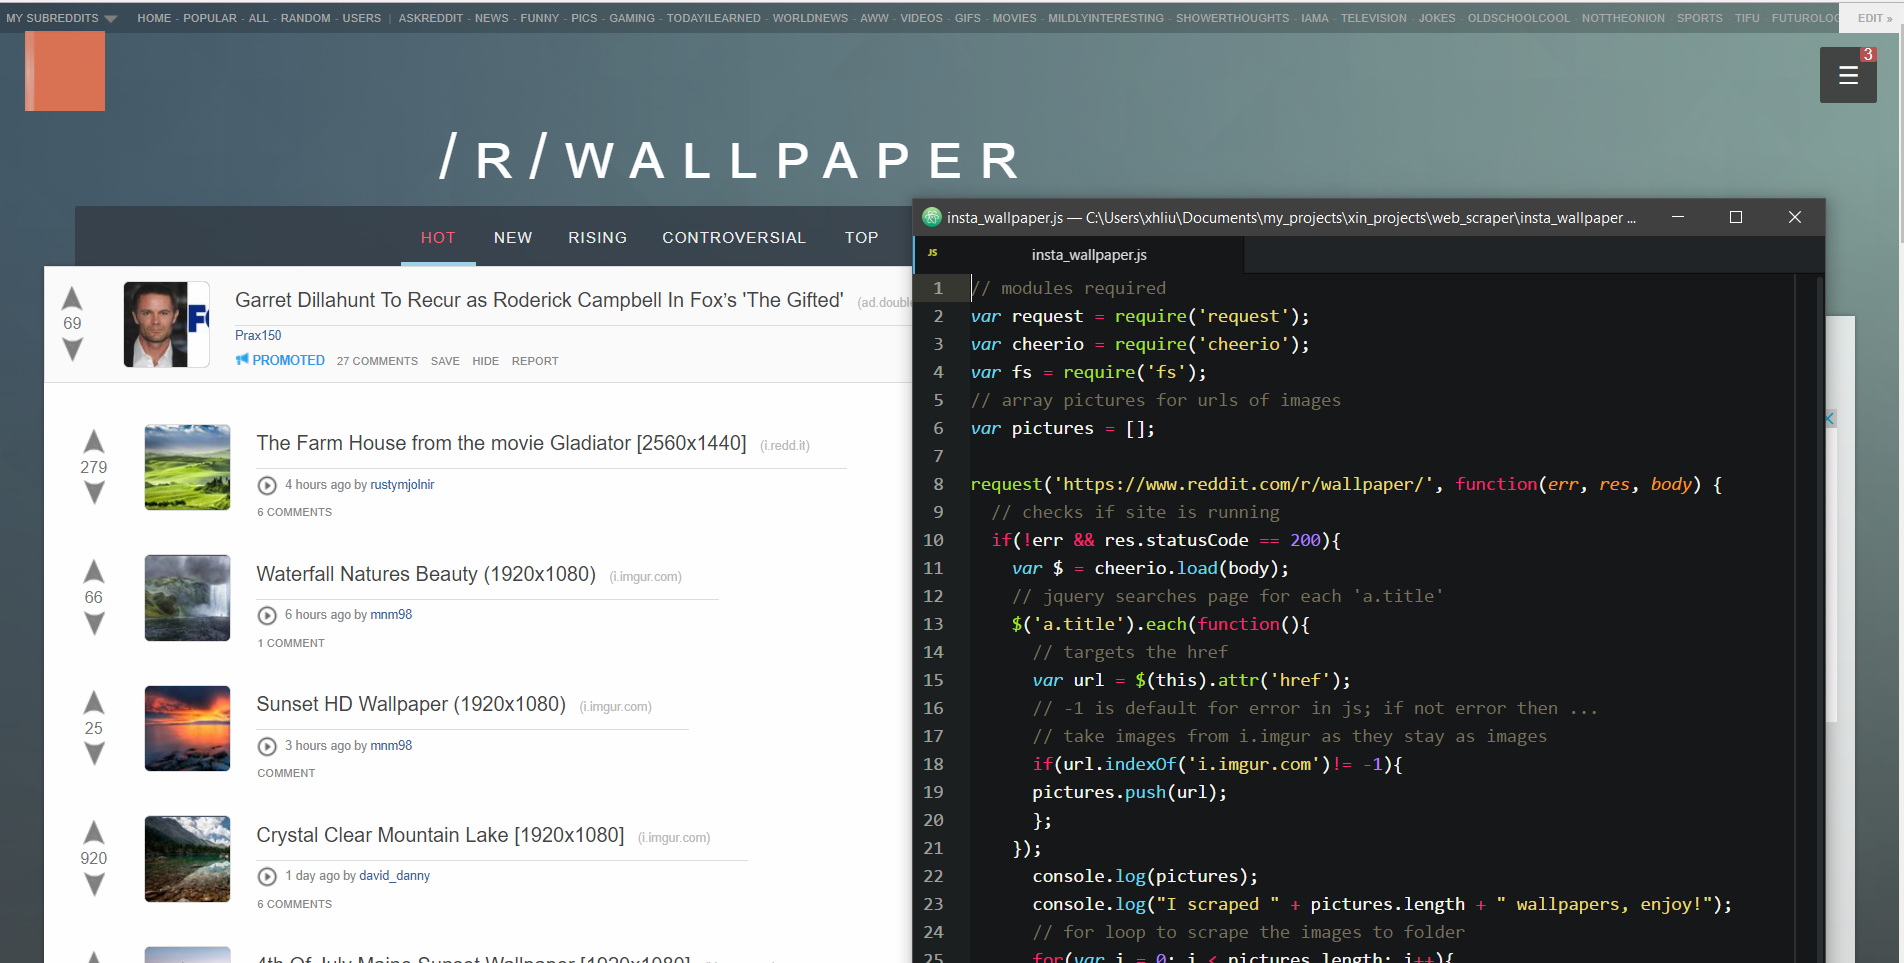 MY SUBREDDITS HOME - POPULAR - ALL - RANDOM - USERS | ASKREDDIT - NEWS - FUNNY - PICS - GAMING - TODAYILEARNED - WORLDNEWS - AWW - VIDEOS - GIFS - MOVIES - MILDLYINTERESTING - SHOWERTHOUGHTS - IAMA - TELEVISION - JOKES - OLDSCHOOLCOOL - NOTTHEONION - SPORTS - TIFU - FUTUROLOG EDIT »
3
/R/WALLPAPER
HOT NEW RISING CONTROVERSIAL TOP
69
Garret Dillahunt To Recur as Roderick Campbell In Fox’s 'The Gifted' (ad.double
Prax150
PROMOTED 27 COMMENTS SAVE HIDE REPORT
279
The Farm House from the movie Gladiator [2560x1440] (i.redd.it)
4 hours ago by rustymjolnir
6 COMMENTS
66
Waterfall Natures Beauty (1920x1080) (i.imgur.com)
6 hours ago by mnm98
1 COMMENT
25
Sunset HD Wallpaper (1920x1080) (i.imgur.com)
3 hours ago by mnm98
COMMENT
920
Crystal Clear Mountain Lake [1920x1080] (i.imgur.com)
1 day ago by david_danny
6 COMMENTS
4th Of July Maine Sunset Wallpaper [1920x1080]
insta_wallpaper.js — C:\Users\xhliu\Documents\my_projects\xin_projects\web_scraper\insta_wallpaper ...
JS insta_wallpaper.js
1 // modules required
2 var request = require('request');
3 var cheerio = require('cheerio');
4 var fs = require('fs');
5 // array pictures for urls of images
6 var pictures = [];
7
8 request('https://www.reddit.com/r/wallpaper/', function(err, res, body) {
9 // checks if site is running
10 if(!err && res.statusCode == 200){
11 var $ = cheerio.load(body);
12 // jquery searches page for each 'a.title'
13 $('a.title').each(function(){
14 // targets the href
15 var url = $(this).attr('href');
16 // -1 is default for error in js; if not error then ...
17 // take images from i.imgur as they stay as images
18 if(url.indexOf('i.imgur.com')!= -1){
19 pictures.push(url);
20 };
21 });
22 console.log(pictures);
23 console.log("I scraped " + pictures.length + " wallpapers, enjoy!");
24 // for loop to scrape the images to folder
25 for(var i = 0; i < pictures.length; i++){